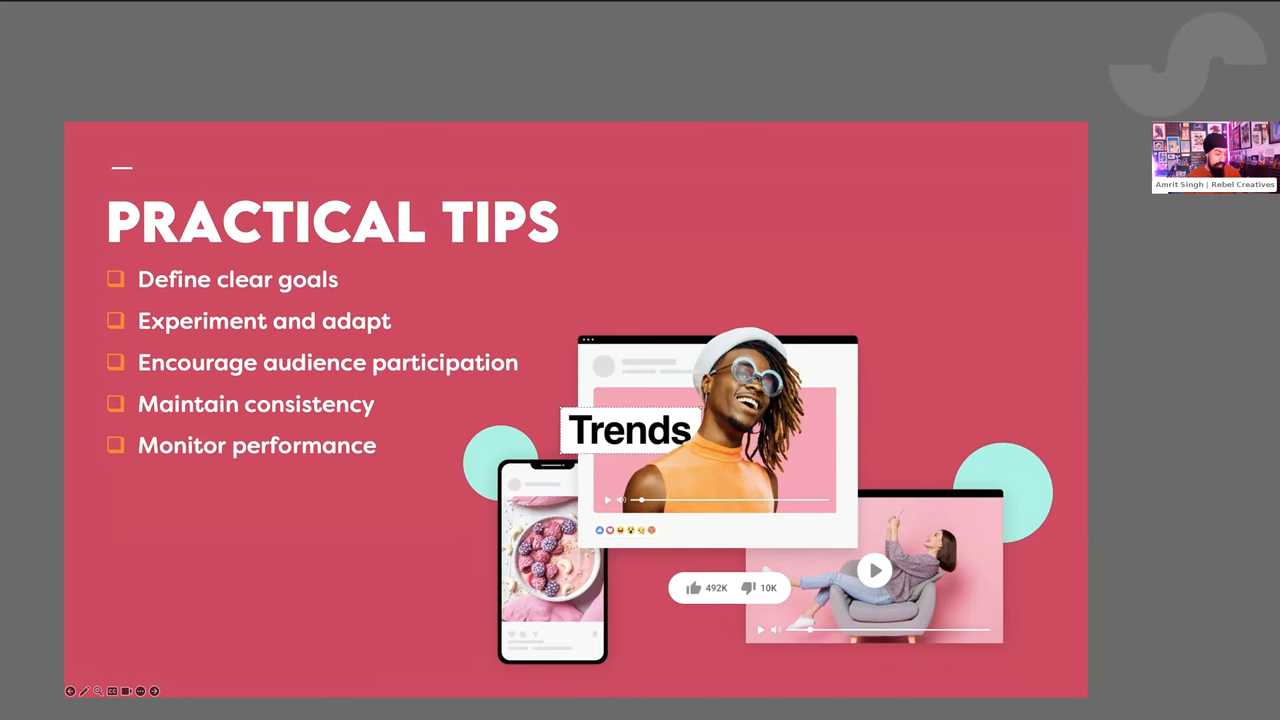 PRACTICAL TIPS
Define clear goals
Experiment and adapt
Encourage audience participation
Maintain consistency
Monitor performance
Trends
492K 10K
Amrit Singh | Rebel Creatives